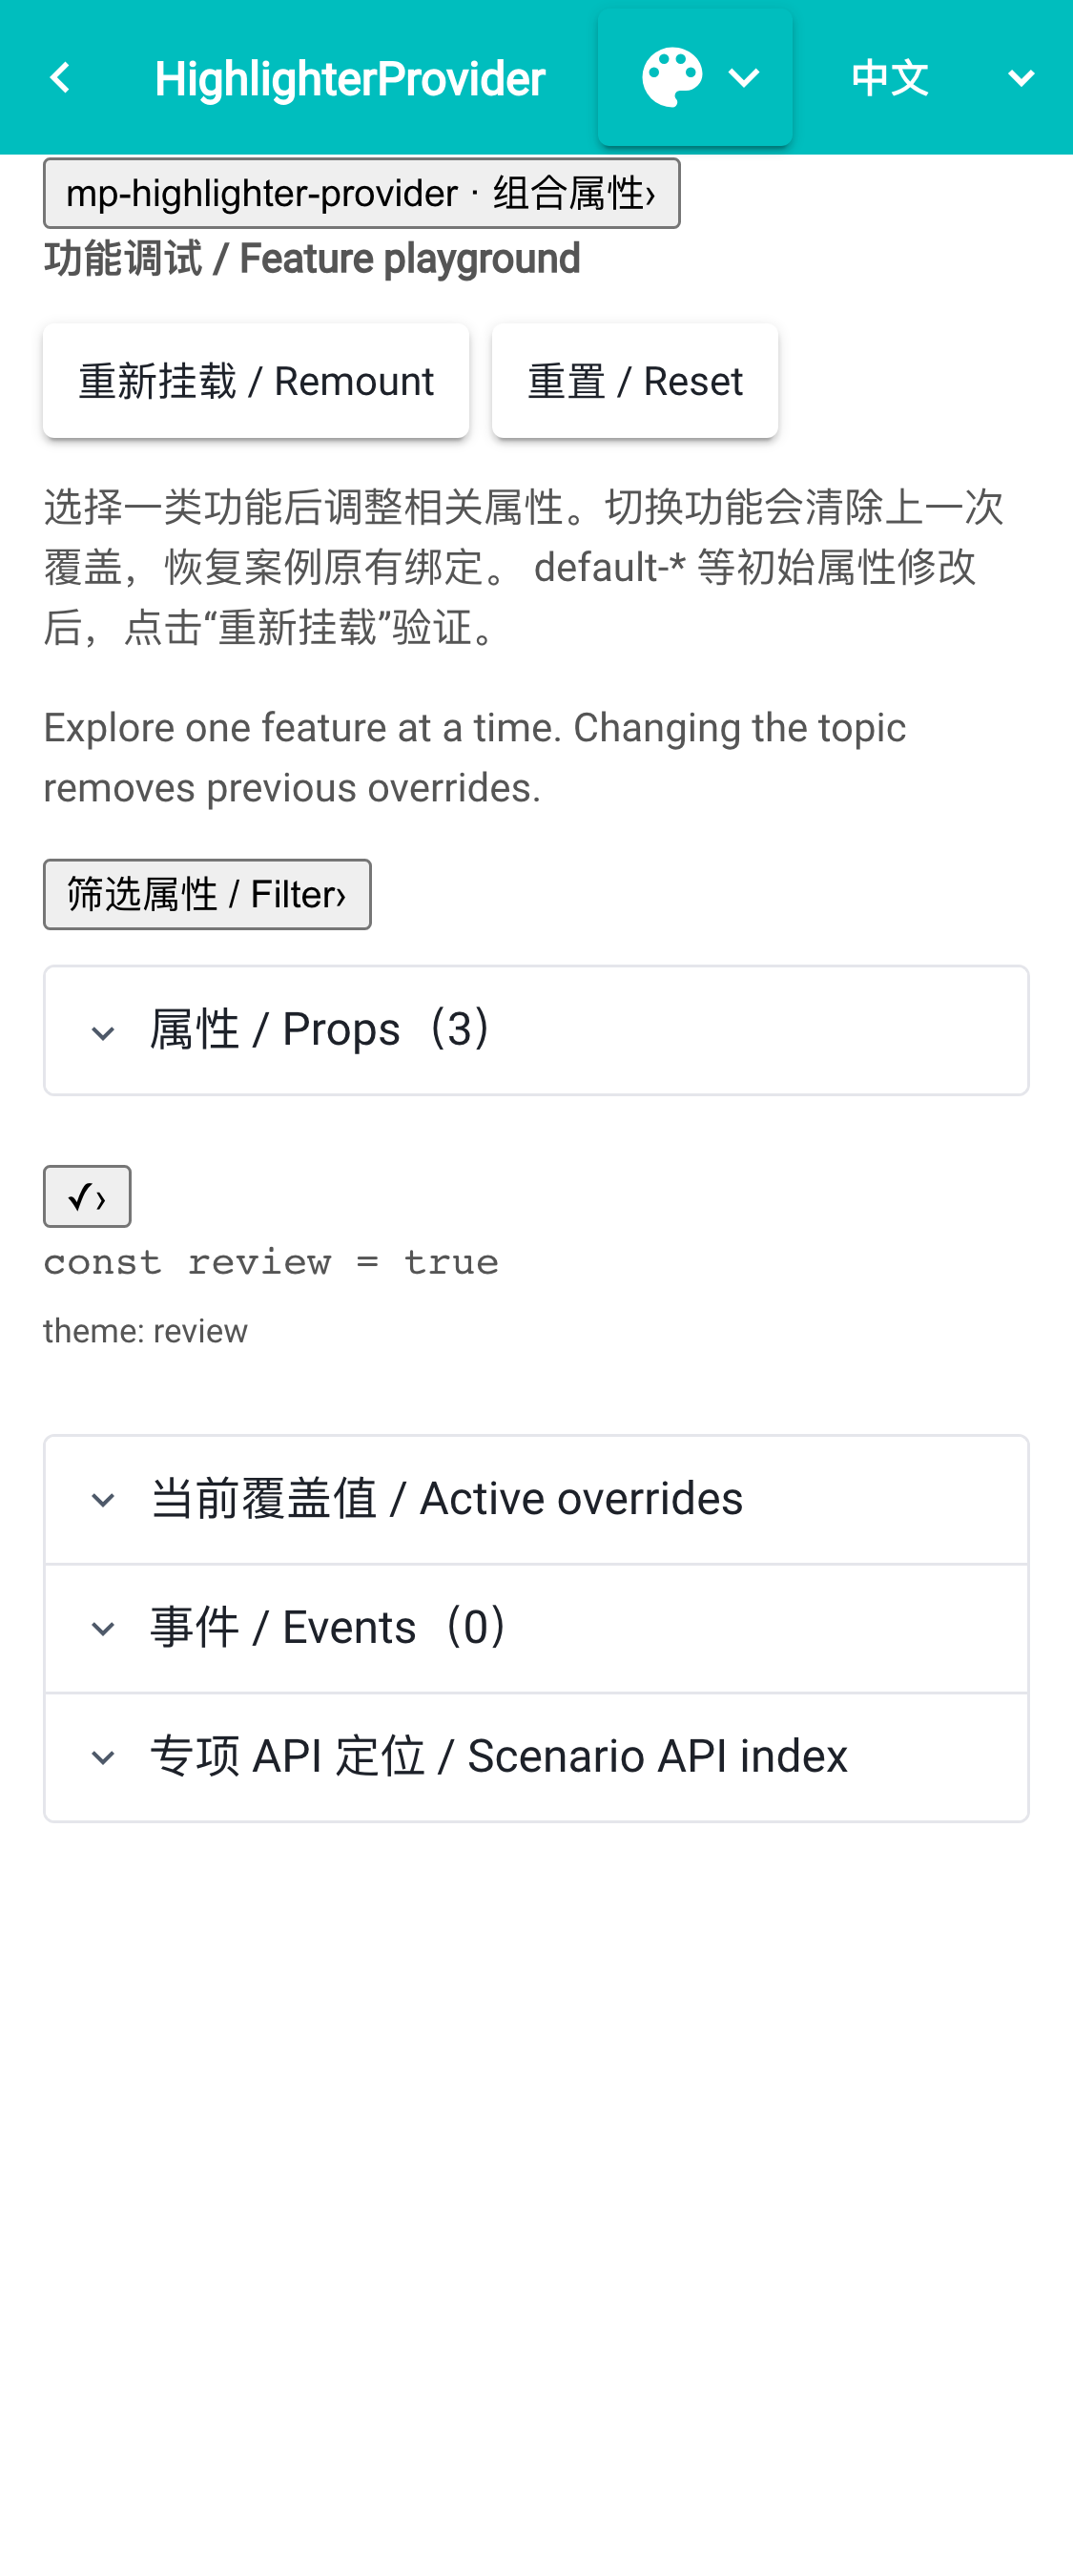 HighlighterProvider
中文
mp-highlighter-provider · 组合属性›
功能调试 / Feature playground
重新挂载 / Remount
重置 / Reset
选择一类功能后调整相关属性。切换功能会清除上一次
覆盖，恢复案例原有绑定。 default-* 等初始属性修改
后，点击“重新挂载”验证。
Explore one feature at a time. Changing the topic
removes previous overrides.
筛选属性 / Filter›
属性 / Props（3）
✓›
const review = true
theme: review
当前覆盖值 / Active overrides
事件 / Events（0）
专项 API 定位 / Scenario API index